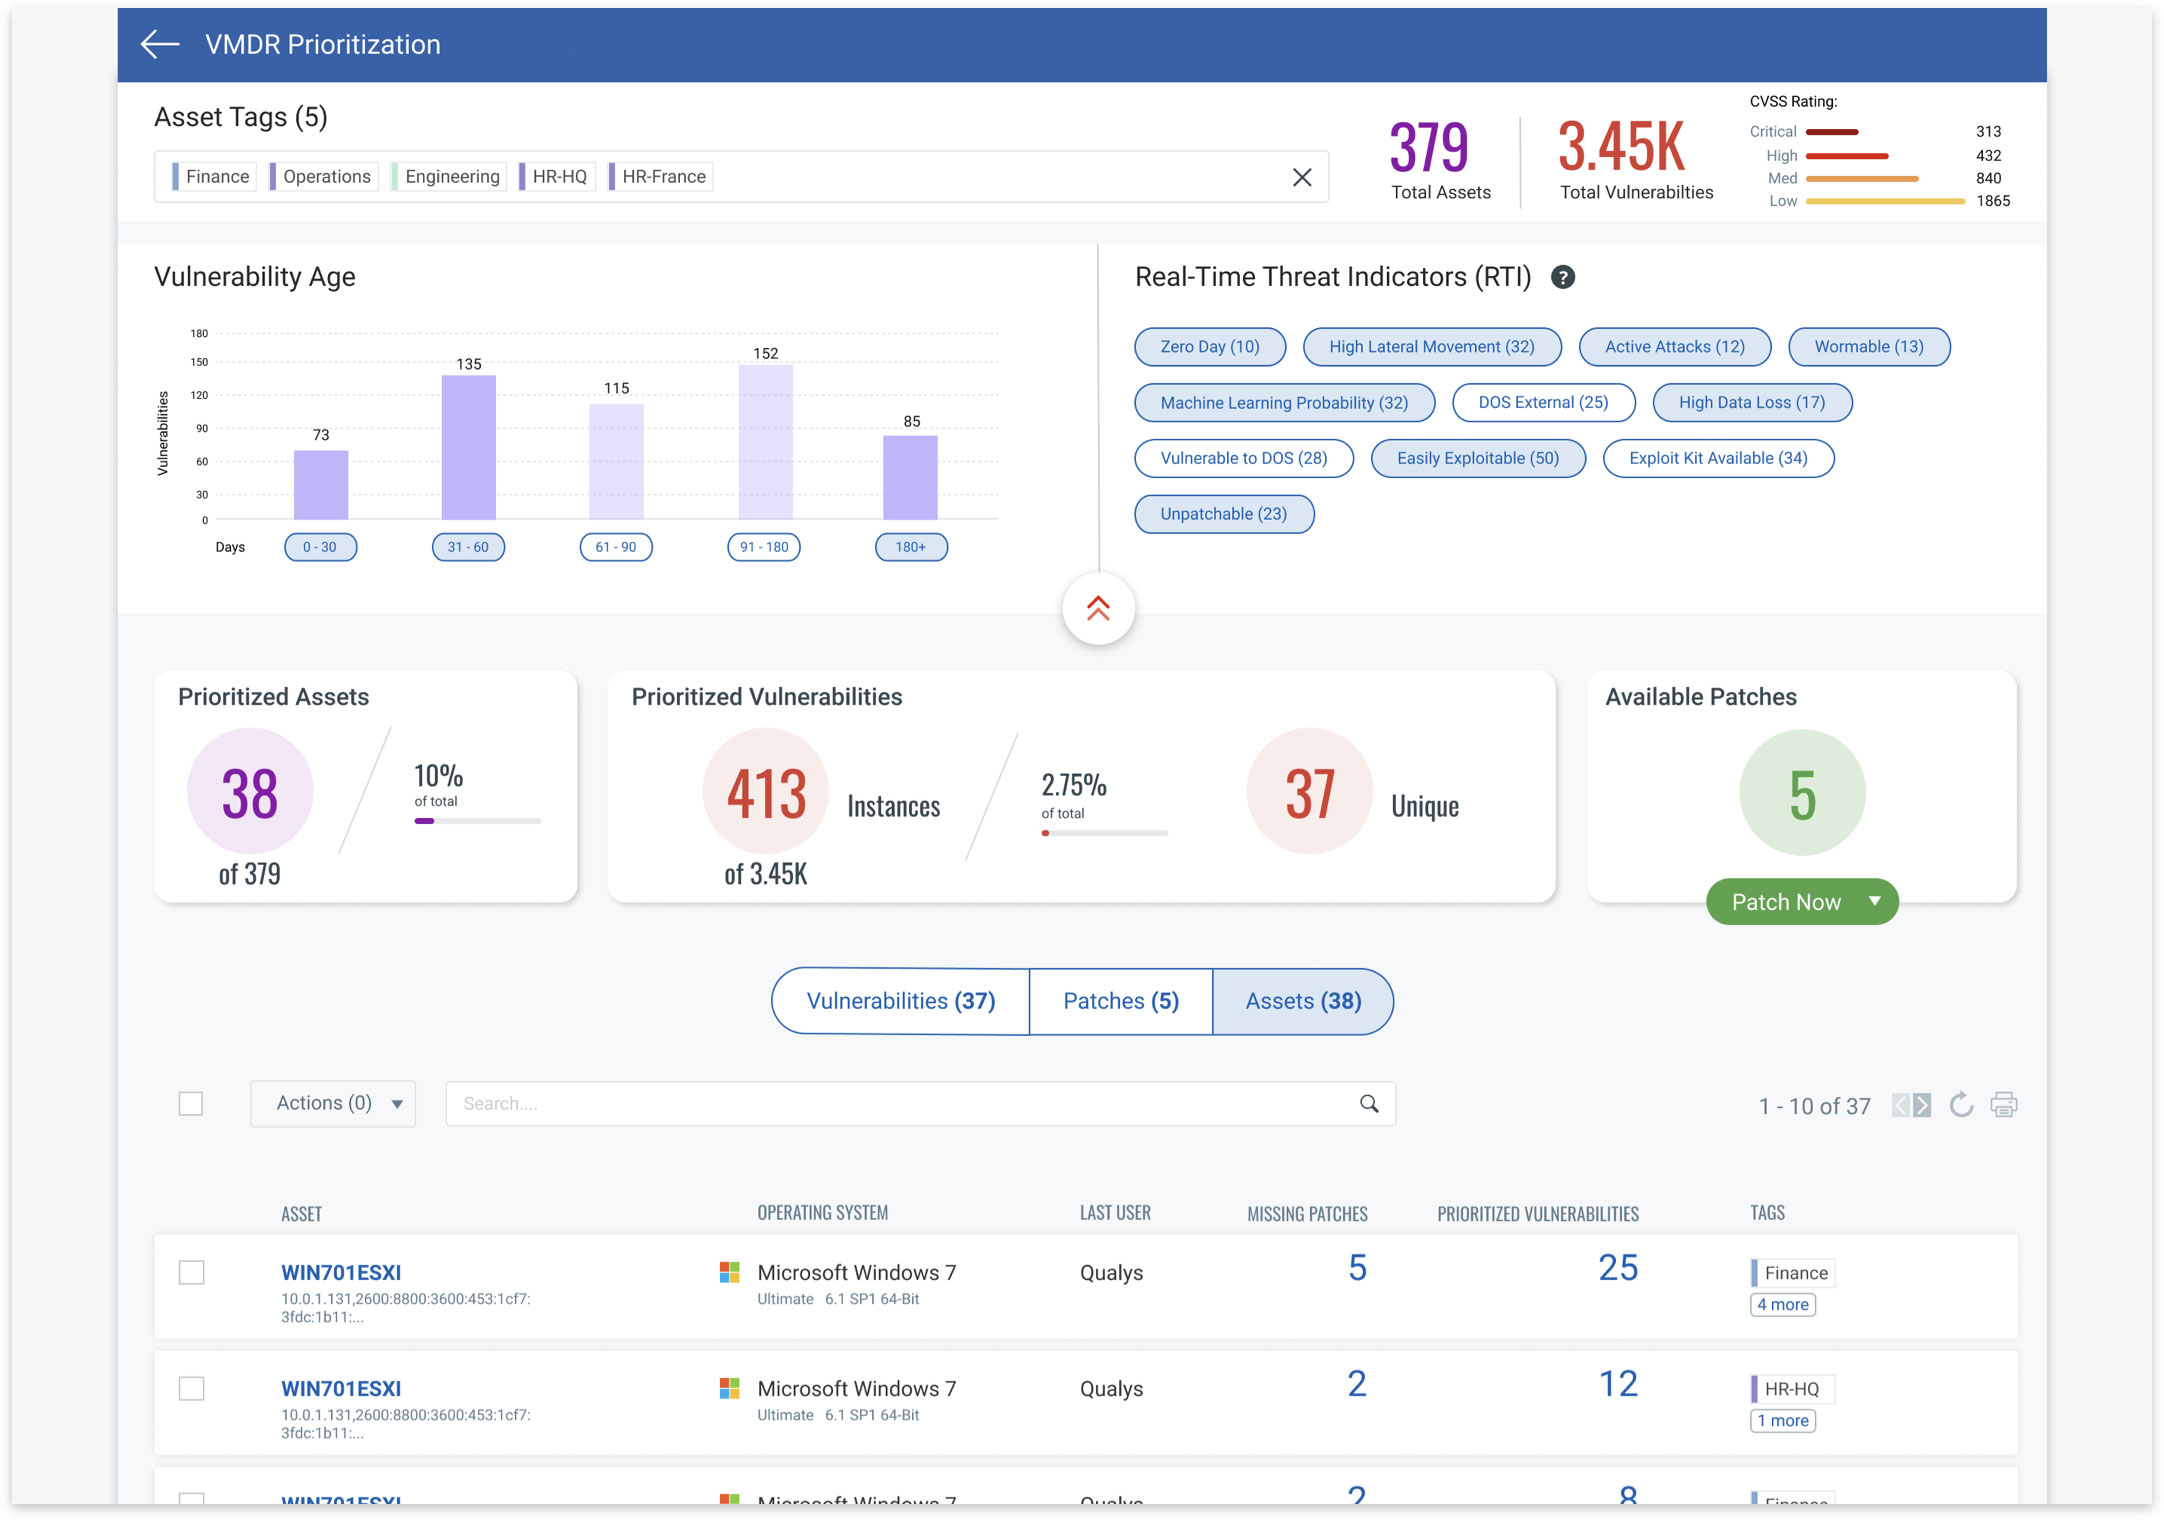 VMDR Prioritization
Asset Tags (5)
Finance Operations Engineering HR-HQ HR-France
379
Total Assets
3.45K
Total Vulnerabilties
CVSS Rating:
Critical 313
High 432
Med 840
Low 1865
Vulnerability Age
Vulnerabilities
180
150
120
90
60
30
0
73
135
115
152
85
Days 0 - 30 31 - 60 61 - 90 91 - 180 180+
Real-Time Threat Indicators (RTI) ?
Zero Day (10) High Lateral Movement (32) Active Attacks (12) Wormable (13)
Machine Learning Probability (32) DOS External (25) High Data Loss (17)
Vulnerable to DOS (28) Easily Exploitable (50) Exploit Kit Available (34)
Unpatchable (23)
Prioritized Assets
38
of 379
10%
of total
Prioritized Vulnerabilities
413 Instances
of 3.45K
2.75%
of total
37 Unique
Available Patches
5
Patch Now
Vulnerabilities (37) Patches (5) Assets (38)
Actions (0) Search.... 1 - 10 of 37
ASSET OPERATING SYSTEM LAST USER MISSING PATCHES PRIORITIZED VULNERABILITIES TAGS
WIN701ESXI Microsoft Windows 7 Qualys 5 25 Finance
10.0.1.131,2600:8800:3600:453:1cf7: Ultimate 6.1 SP1 64-Bit 4 more
3fdc:1b11:...
WIN701ESXI Microsoft Windows 7 Qualys 2 12 HR-HQ
10.0.1.131,2600:8800:3600:453:1cf7: Ultimate 6.1 SP1 64-Bit 1 more
3fdc:1b11:...
WIN701ESXI Microsoft Windows 7 Qualys 2 8 Finance